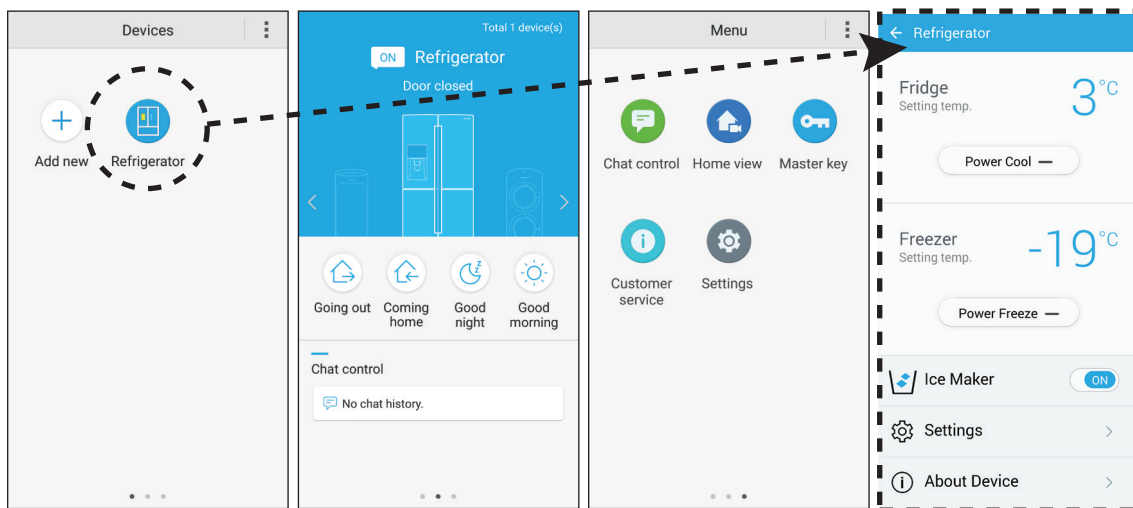 Devices
Add new
Refrigerator
Total 1 device(s)
ON Refrigerator
Door closed
Going out
Coming
home
Good
night
Good
morning
Chat control
No chat history.
Menu
Chat control
Home view
Master key
Customer
service
Settings
Refrigerator
Fridge
Setting temp.
3°C
Power Cool
Freezer
Setting temp.
-19°C
Power Freeze
Ice Maker
ON
Settings
About Device